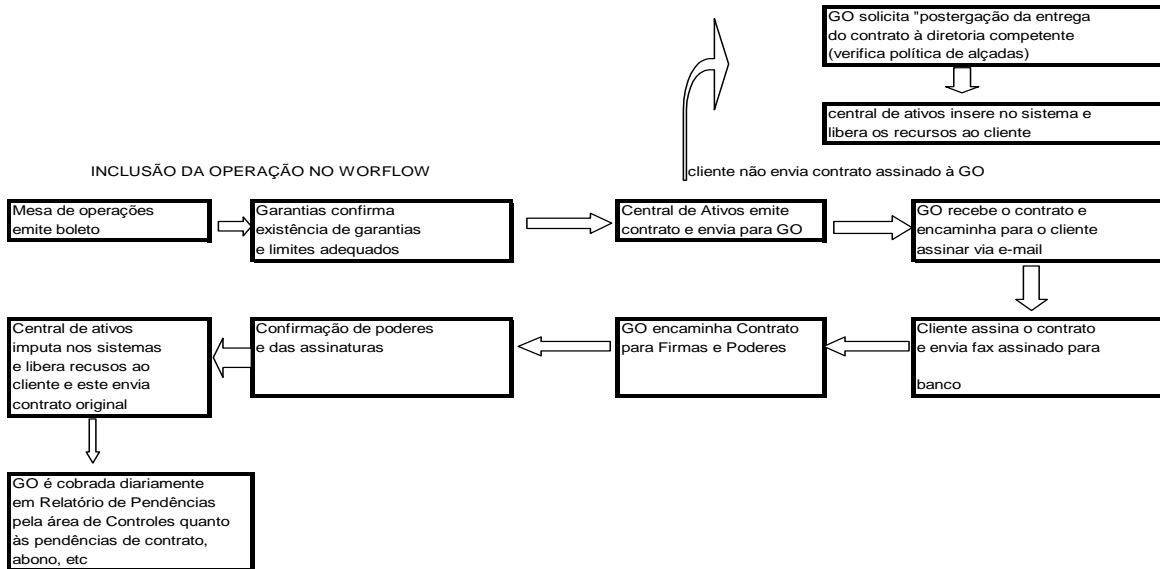 GO solicita "postergação da entrega
do contrato à diretoria competente
(verifica política de alçadas)
central de ativos insere no sistema e
libera os recursos ao cliente
INCLUSÃO DA OPERAÇÃO NO WORFLOW
cliente não envia contrato assinado à GO
Mesa de operações
emite boleto
Garantias confirma
existência de garantias
e limites adequados
Central de Ativos emite
contrato e envia para GO
GO recebe o contrato e
encaminha para o cliente
assinar via e-mail
Cliente assina o contrato
e envia fax assinado para
banco
GO encaminha Contrato
para Firmas e Poderes
Confirmação de poderes
e das assinaturas
Central de ativos
imputa nos sistemas
e libera recusos ao
cliente e este envia
contrato original
GO é cobrada diariamente
em Relatório de Pendências
pela área de Controles quanto
às pendências de contrato,
abono, etc